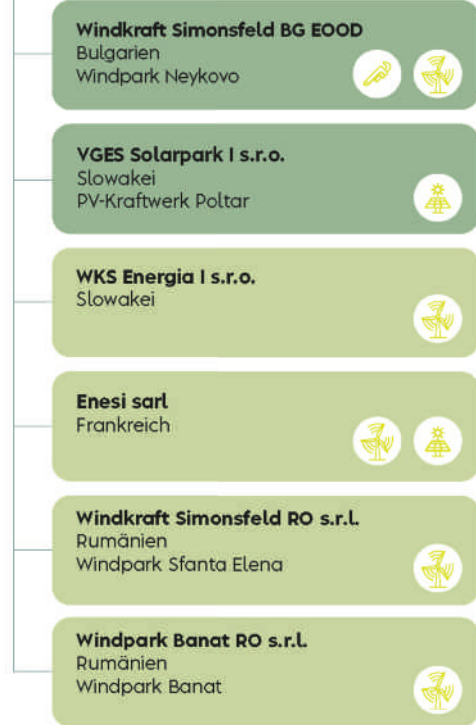 Windkraft Simonsfeld BG EOOD
Bulgarien
Windpark Neykovo
VGES Solarpark I s.r.o.
Slowakei
PV-Kraftwerk Poltar
WKS Energia I s.r.o.
Slowakei
Enesi sarl
Frankreich
Windkraft Simonsfeld RO s.r.l.
Rumänien
Windpark Sfanta Elena
Windpark Banat RO s.r.l.
Rumänien
Windpark Banat